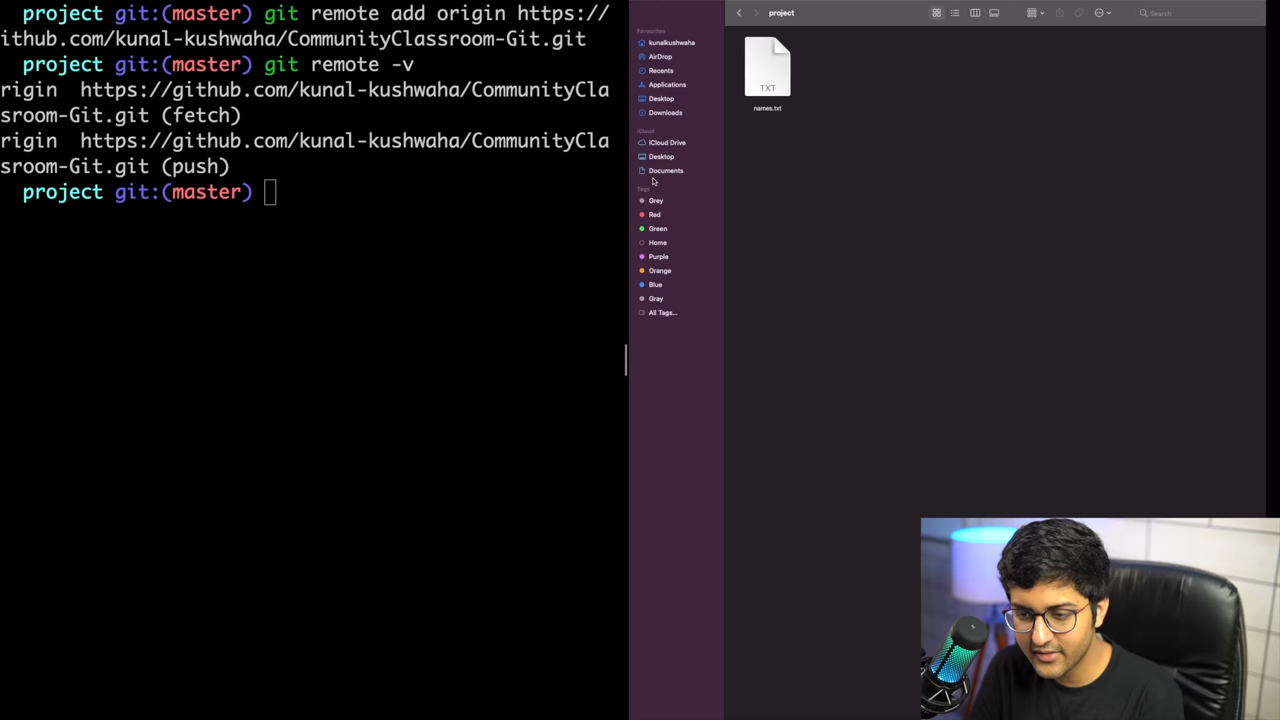 project git:(master) git remote add origin https://
ithub.com/kunal-kushwaha/CommunityClassroom-Git.git
project git:(master) git remote -v
rigin https://github.com/kunal-kushwaha/CommunityCla
sroom-Git.git (fetch)
rigin https://github.com/kunal-kushwaha/CommunityCla
sroom-Git.git (push)
project git:(master)
Favourites
kunalkushwaha
AirDrop
Recents
Applications
Desktop
Downloads
iCloud
iCloud Drive
Desktop
Documents
Tags
Grey
Red
Green
Home
Purple
Orange
Blue
Gray
All Tags...
project
Search
TXT
names.txt